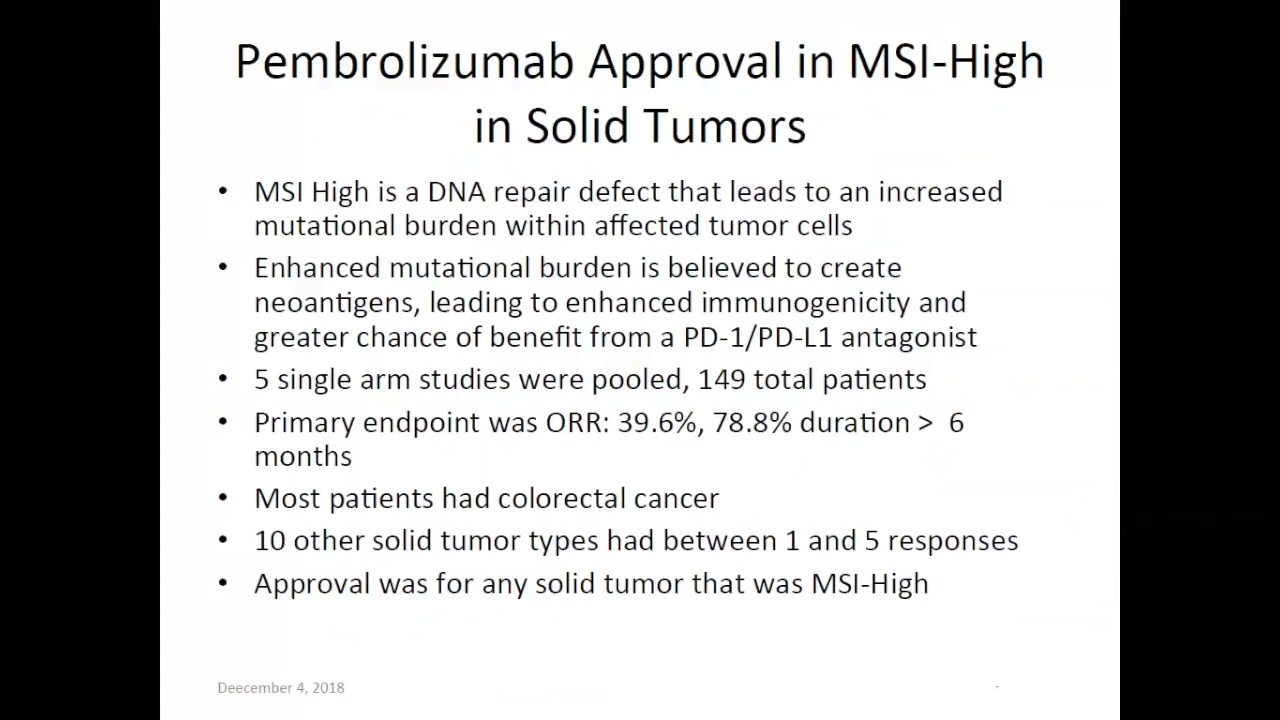 Pembrolizumab Approval in MSI-High
in Solid Tumors
• MSI High is a DNA repair defect that leads to an increased
mutational burden within affected tumor cells
• Enhanced mutational burden is believed to create
neoantigens, leading to enhanced immunogenicity and
greater chance of benefit from a PD-1/PD-L1 antagonist
• 5 single arm studies were pooled, 149 total patients
• Primary endpoint was ORR: 39.6%, 78.8% duration > 6
months
• Most patients had colorectal cancer
• 10 other solid tumor types had between 1 and 5 responses
• Approval was for any solid tumor that was MSI-High
Deecember 4, 2018